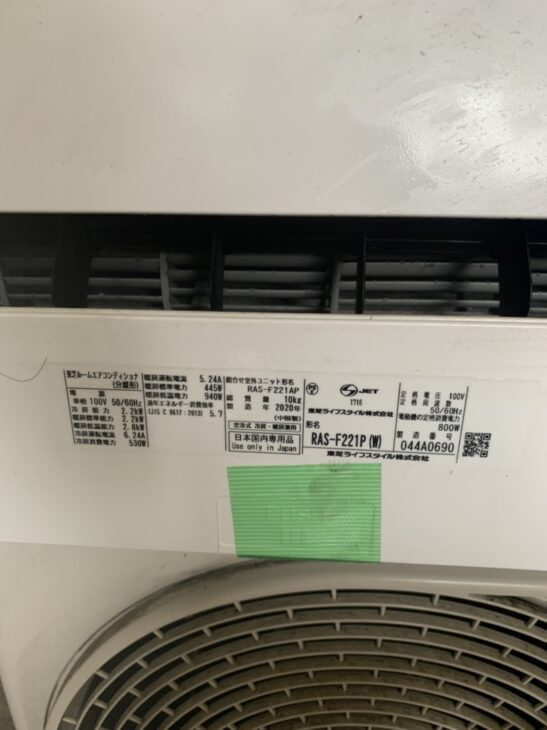 東芝ルームエアコンディショナ
(分離形)
電源
単相 100V 50/60Hz
冷房能力 2.2kW
暖房標準能力 2.2kW
暖房低温能力 2.8kW
冷房運転電流 6.24A
冷房消費電力 530W
暖房運転電流 5.24A
暖房標準電力 445W
暖房低温電力 940W
通年エネルギー消費効率
(JIS C 9612:2013) 5.7
組合せ室外ユニット形名
RAS-F221AP
総質量 10kg
製造年 2020年
(中国製)
空冷式 冷房・暖房兼用
日本国内専用品
Use only in Japan
JET
1716
東芝ライフスタイル株式会社
形名
RAS-F221P(W)
東芝ライフスタイル株式会社
定格電圧 100V
定格周波数
50/60Hz
電動機の定格消費電力
800W
製造番号
044A0690